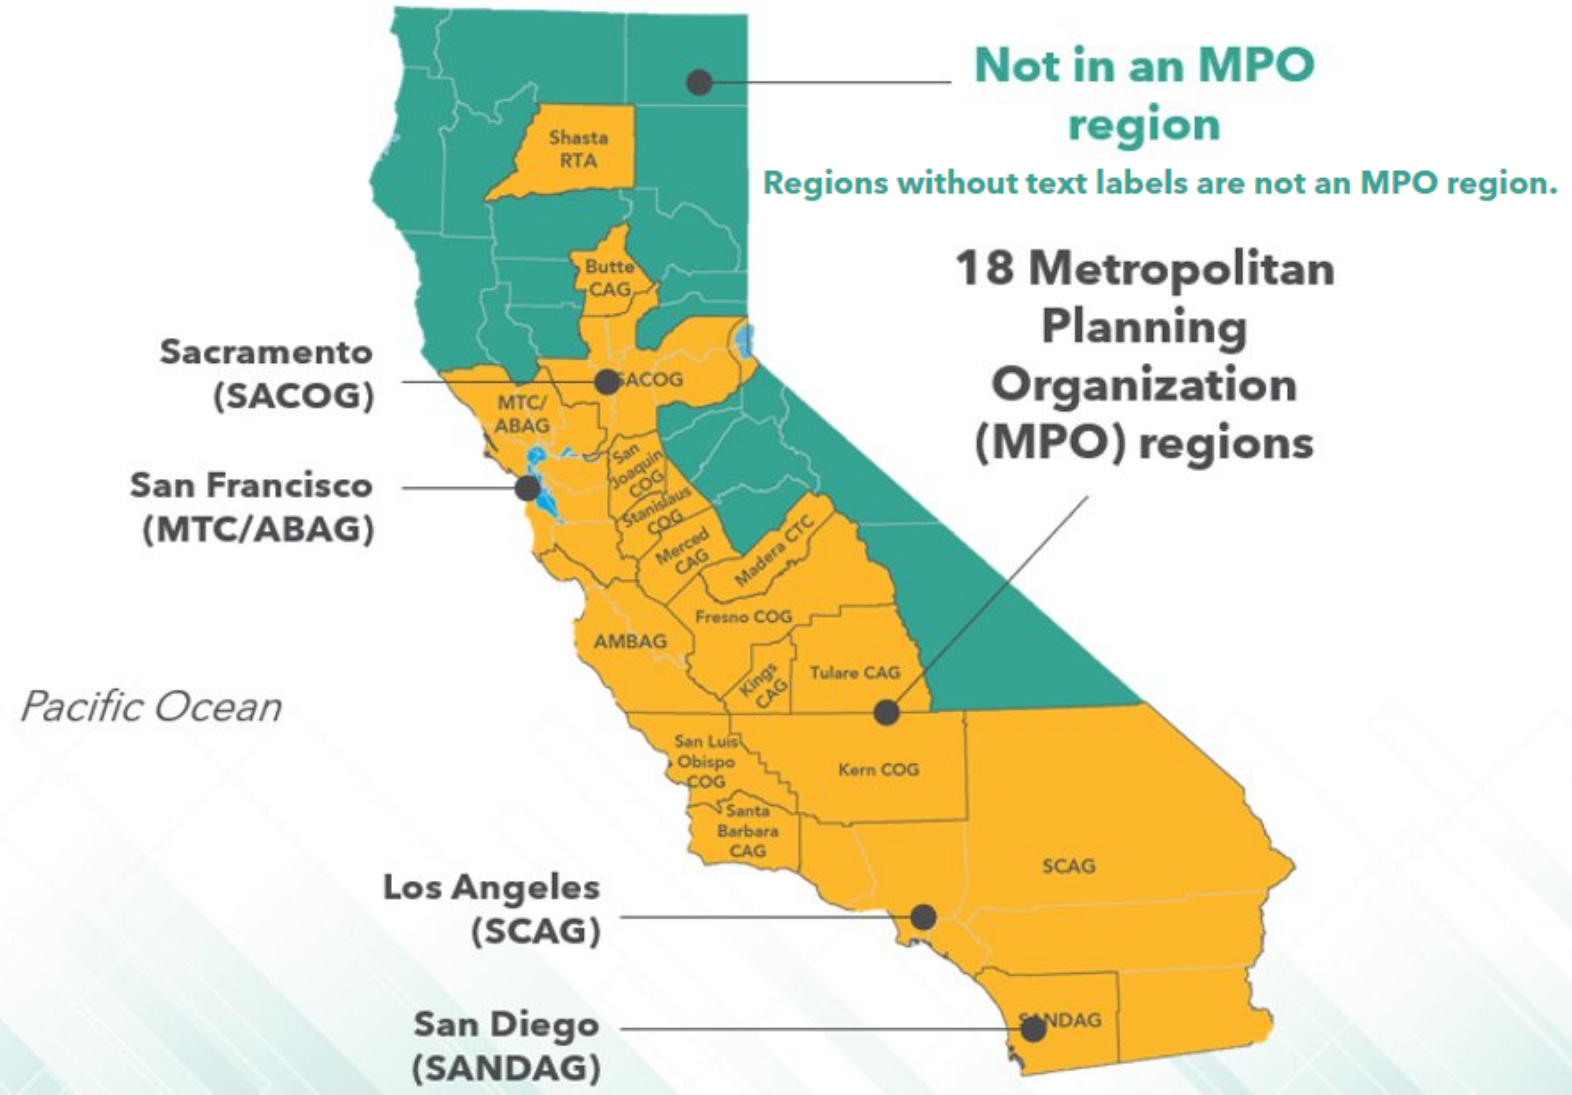 Not in an MPO
region
Regions without text labels are not an MPO region.
18 Metropolitan
Planning
Organization
(MPO) regions
Shasta
RTA
Butte
CAG
Sacramento
(SACOG)
SACOG
MTC/
ABAG
San Francisco
(MTC/ABAG)
San
Joaquin
COG
Stanislaus
COG
Merced
CAG
Madera CTC
Fresno COG
AMBAG
Kings
CAG
Tulare CAG
Pacific Ocean
San Luis
Obispo
COG
Kern COG
Santa
Barbara
CAG
SCAG
Los Angeles
(SCAG)
San Diego
(SANDAG)
SANDAG